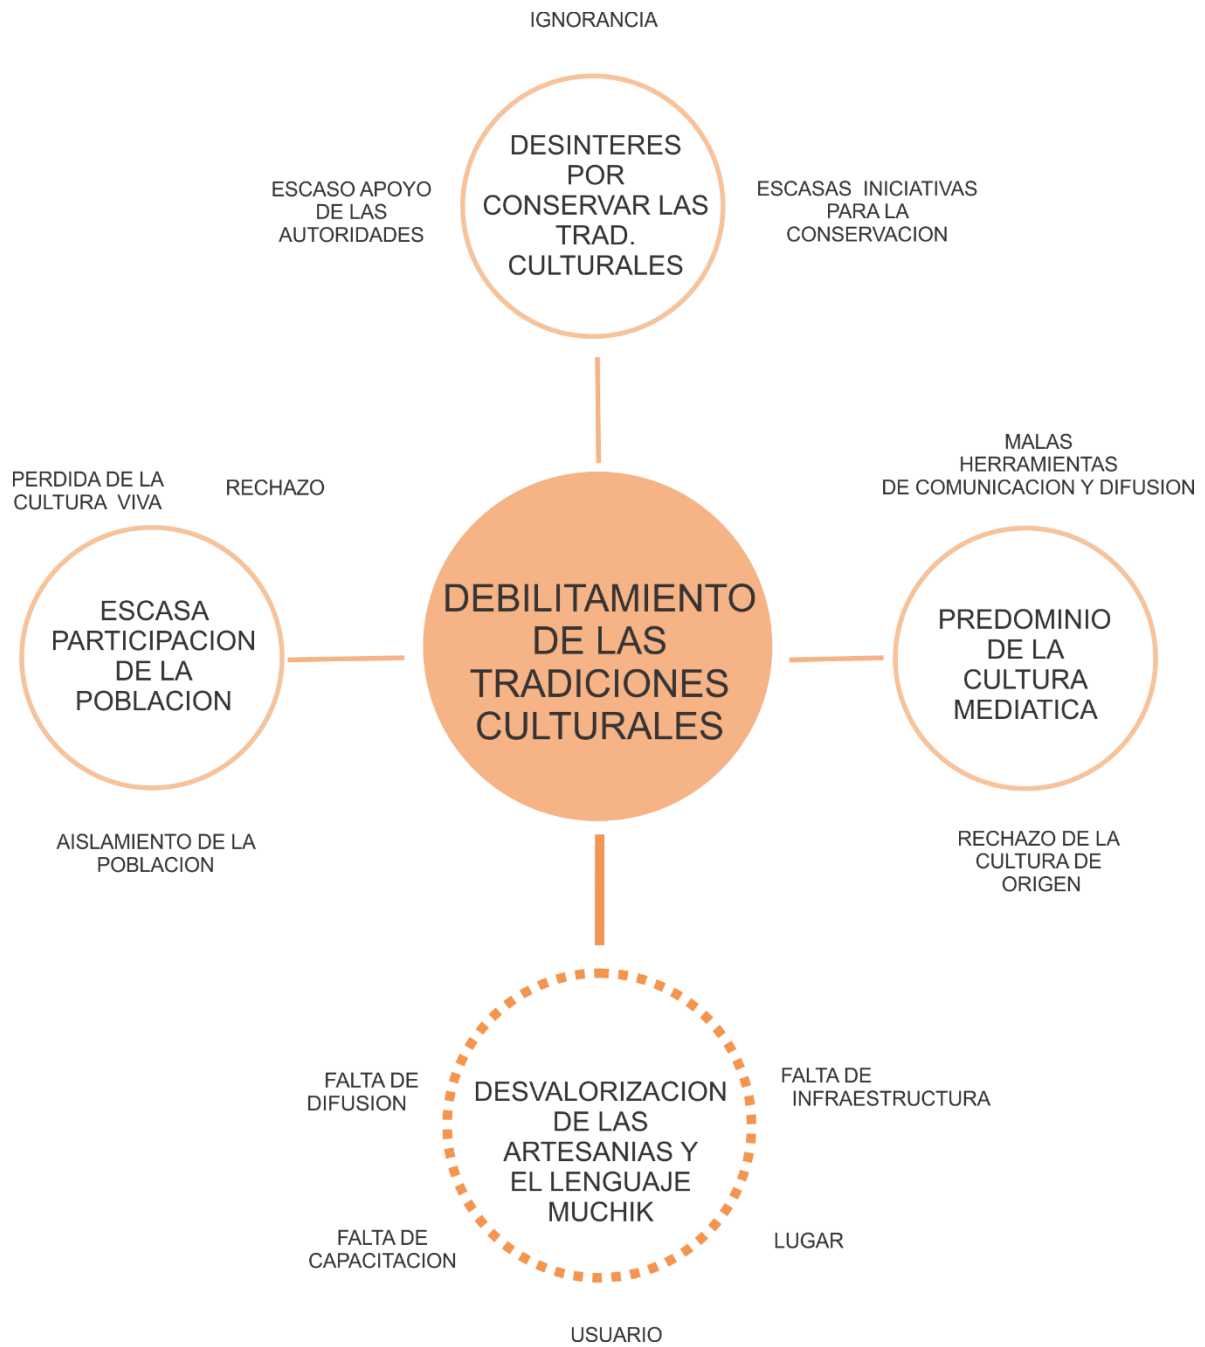 IGNORANCIA
DESINTERES
POR
CONSERVAR LAS
TRAD.
CULTURALES
ESCASO APOYO
DE LAS
AUTORIDADES
ESCASAS INICIATIVAS
PARA LA
CONSERVACION
PERDIDA DE LA
CULTURA VIVA
RECHAZO
MALAS
HERRAMIENTAS
DE COMUNICACION Y DIFUSION
ESCASA
PARTICIPACION
DE LA
POBLACION
DEBILITAMIENTO
DE LAS
TRADICIONES
CULTURALES
PREDOMINIO
DE LA
CULTURA
MEDIATICA
AISLAMIENTO DE LA
POBLACION
RECHAZO DE LA
CULTURA DE
ORIGEN
FALTA DE
DIFUSION
DESVALORIZACION
DE LAS
ARTESANIAS Y
EL LENGUAJE
MUCHIK
FALTA DE
INFRAESTRUCTURA
FALTA DE
CAPACITACION
LUGAR
USUARIO